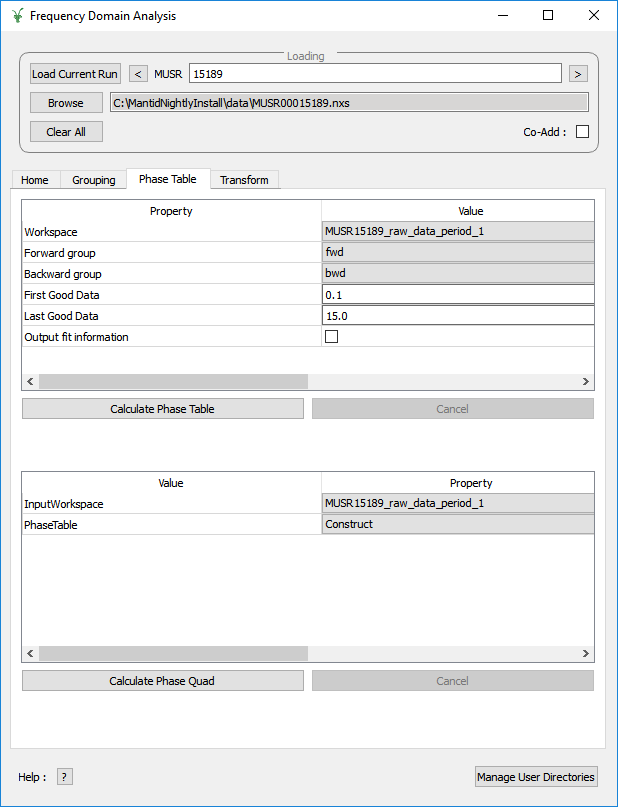 Frequency Domain Analysis
Loading
Load Current Run < MUSR 15189 >
Browse C:\MantidNightlyInstall\data\MUSR00015189.nxs
Clear All Co-Add :
Home Grouping Phase Table Transform
Property Value
Workspace MUSR15189_raw_data_period_1
Forward group fwd
Backward group bwd
First Good Data 0.1
Last Good Data 15.0
Output fit information
Calculate Phase Table Cancel
Value Property
InputWorkspace MUSR15189_raw_data_period_1
PhaseTable Construct
Calculate Phase Quad Cancel
Help : ? Manage User Directories